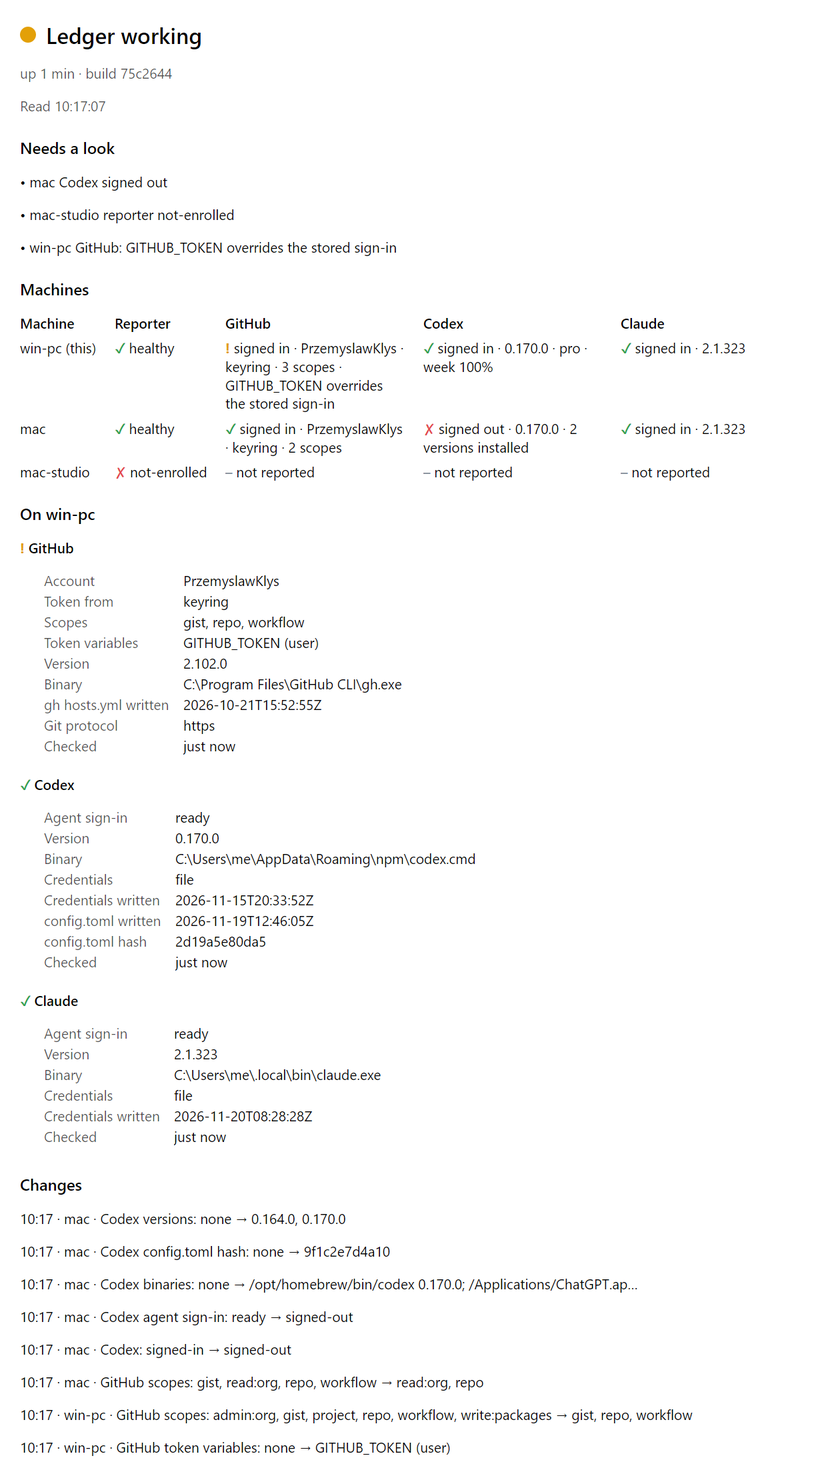 Ledger working
up 1 min · build 75c2644
Read 10:17:07
Needs a look
• mac Codex signed out
• mac-studio reporter not-enrolled
• win-pc GitHub: GITHUB_TOKEN overrides the stored sign-in
Machines
Machine Reporter GitHub Codex Claude
win-pc (this) ✓ healthy ! signed in · PrzemyslawKlys · ✓ signed in · 0.170.0 · pro · ✓ signed in · 2.1.323
keyring · 3 scopes · week 100%
GITHUB_TOKEN overrides
the stored sign-in
mac ✓ healthy ✓ signed in · PrzemyslawKlys ✗ signed out · 0.170.0 · 2 ✓ signed in · 2.1.323
· keyring · 2 scopes versions installed
mac-studio ✗ not-enrolled – not reported – not reported – not reported
On win-pc
! GitHub
Account PrzemyslawKlys
Token from keyring
Scopes gist, repo, workflow
Token variables GITHUB_TOKEN (user)
Version 2.102.0
Binary C:\Program Files\GitHub CLI\gh.exe
gh hosts.yml written 2026-10-21T15:52:55Z
Git protocol https
Checked just now
✓ Codex
Agent sign-in ready
Version 0.170.0
Binary C:\Users\me\AppData\Roaming\npm\codex.cmd
Credentials file
Credentials written 2026-11-15T20:33:52Z
config.toml written 2026-11-19T12:46:05Z
config.toml hash 2d19a5e80da5
Checked just now
✓ Claude
Agent sign-in ready
Version 2.1.323
Binary C:\Users\me\.local\bin\claude.exe
Credentials file
Credentials written 2026-11-20T08:28:28Z
Checked just now
Changes
10:17 · mac · Codex versions: none → 0.164.0, 0.170.0
10:17 · mac · Codex config.toml hash: none → 9f1c2e7d4a10
10:17 · mac · Codex binaries: none → /opt/homebrew/bin/codex 0.170.0; /Applications/ChatGPT.ap...
10:17 · mac · Codex agent sign-in: ready → signed-out
10:17 · mac · Codex: signed-in → signed-out
10:17 · mac · GitHub scopes: gist, read:org, repo, workflow → read:org, repo
10:17 · win-pc · GitHub scopes: admin:org, gist, project, repo, workflow, write:packages → gist, repo, workflow
10:17 · win-pc · GitHub token variables: none → GITHUB_TOKEN (user)